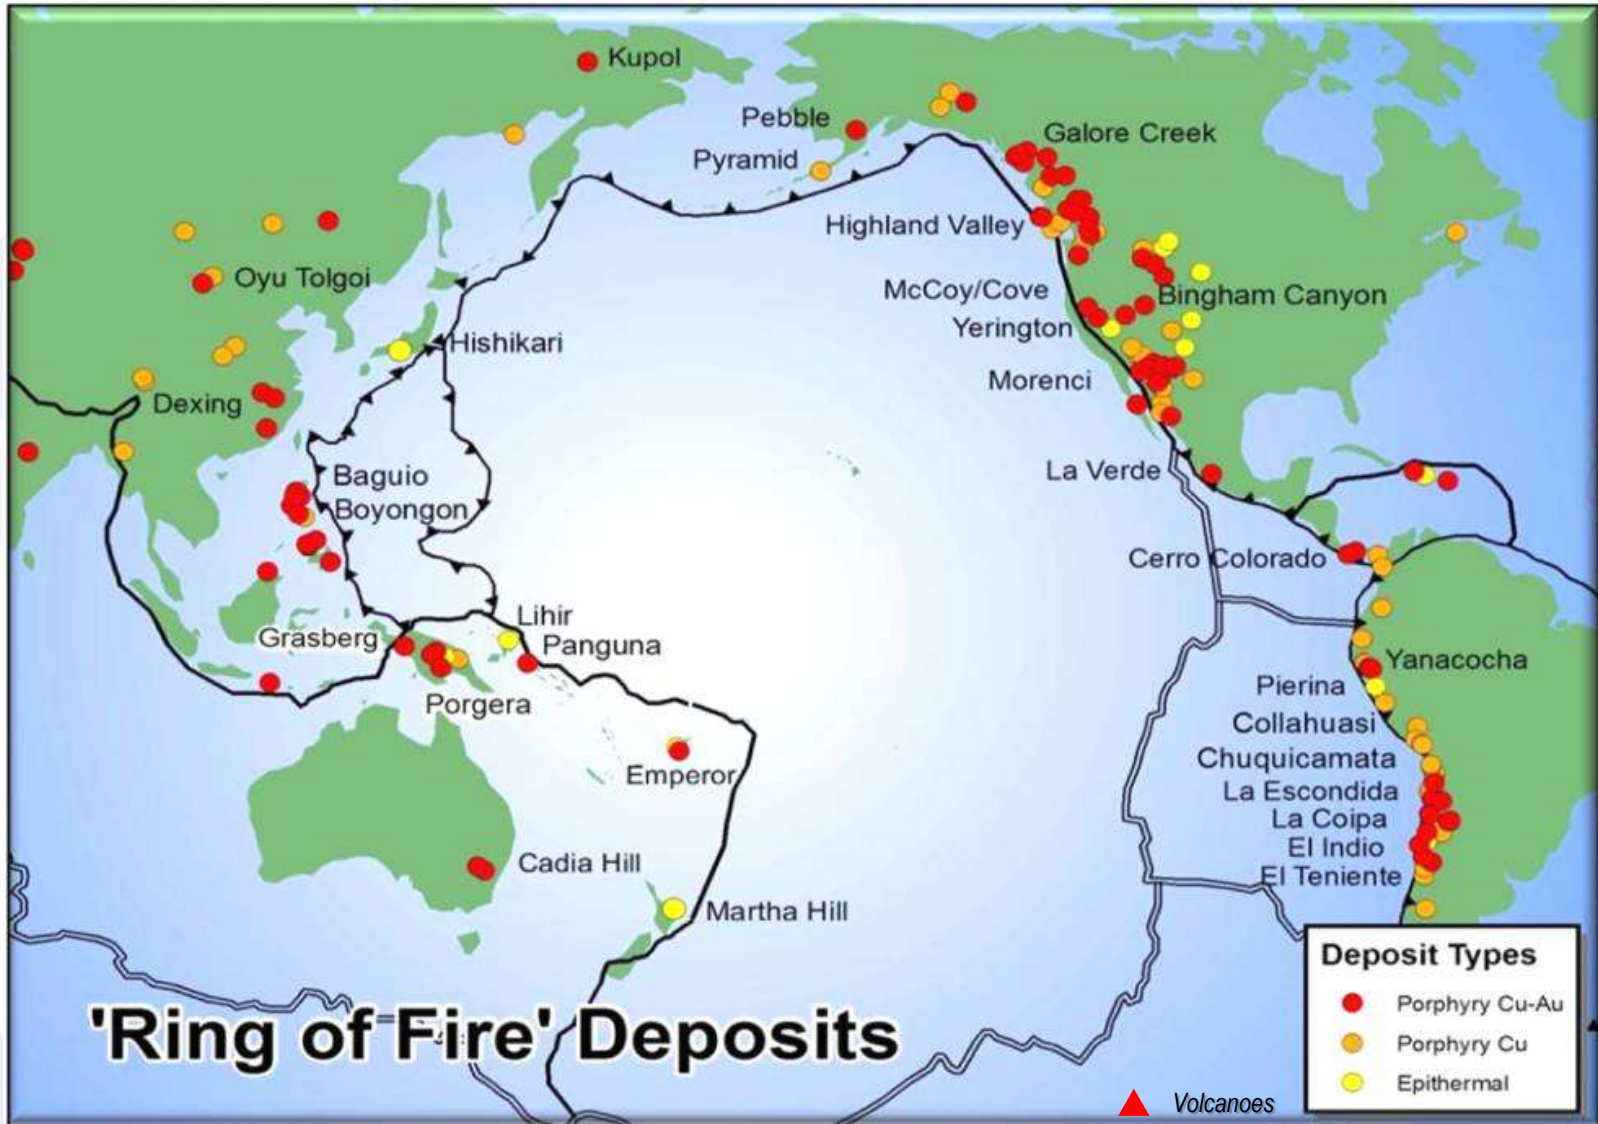 Kupol
Pebble
Galore Creek
Pyramid
Highland Valley
Oyu Tolgoi
McCoy/Cove
Bingham Canyon
Yerington
Hishikari
Morenci
Dexing
La Verde
Baguio
Boyongon
Cerro Colorado
Lihir
Grasberg
Panguna
Yanacocha
Pierina
Porgera
Collahuasi
Chuquicamata
Emperor
La Escondida
La Coipa
El Indio
Cadia Hill
El Teniente
Martha Hill
Deposit Types
Porphyry Cu-Au
Porphyry Cu
Epithermal
'Ring of Fire' Deposits
Volcanoes